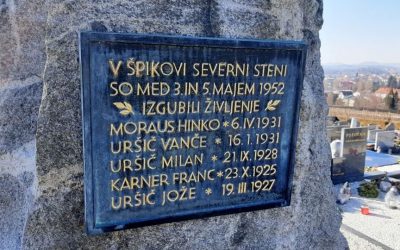 V ŠPIKOVI SEVERNI STENI
SO MED 3. IN 5. MAJEM 1952
IZGUBILI ŽIVLJENJE
MORAUS HINKO * 6. IV. 1931
URŠIČ VANČE * 16. 1. 1931
URŠIČ MILAN * 21. IX. 1928
KARNER FRANC * 23. X. 1925
URŠIČ JOŽE * 19. III. 1927